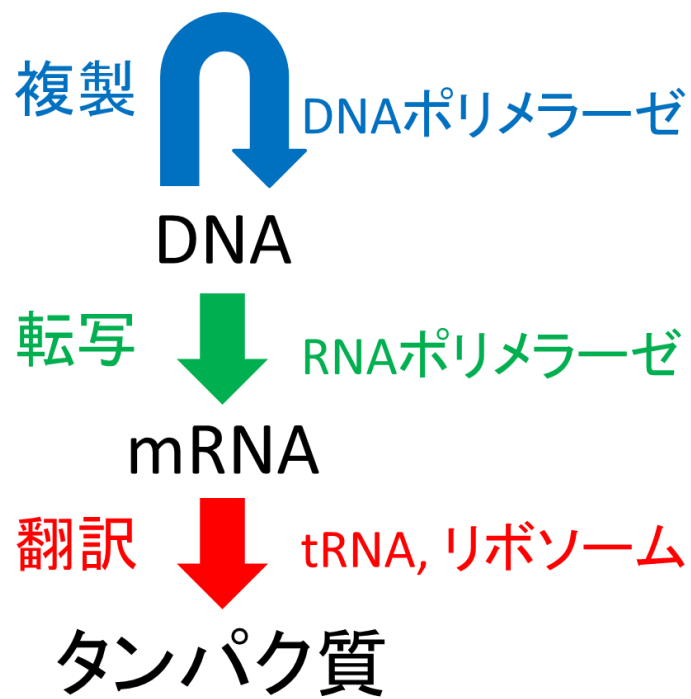 複製
DNAポリメラーゼ
DNA
転写
RNAポリメラーゼ
mRNA
翻訳
tRNA, リボソーム
タンパク質